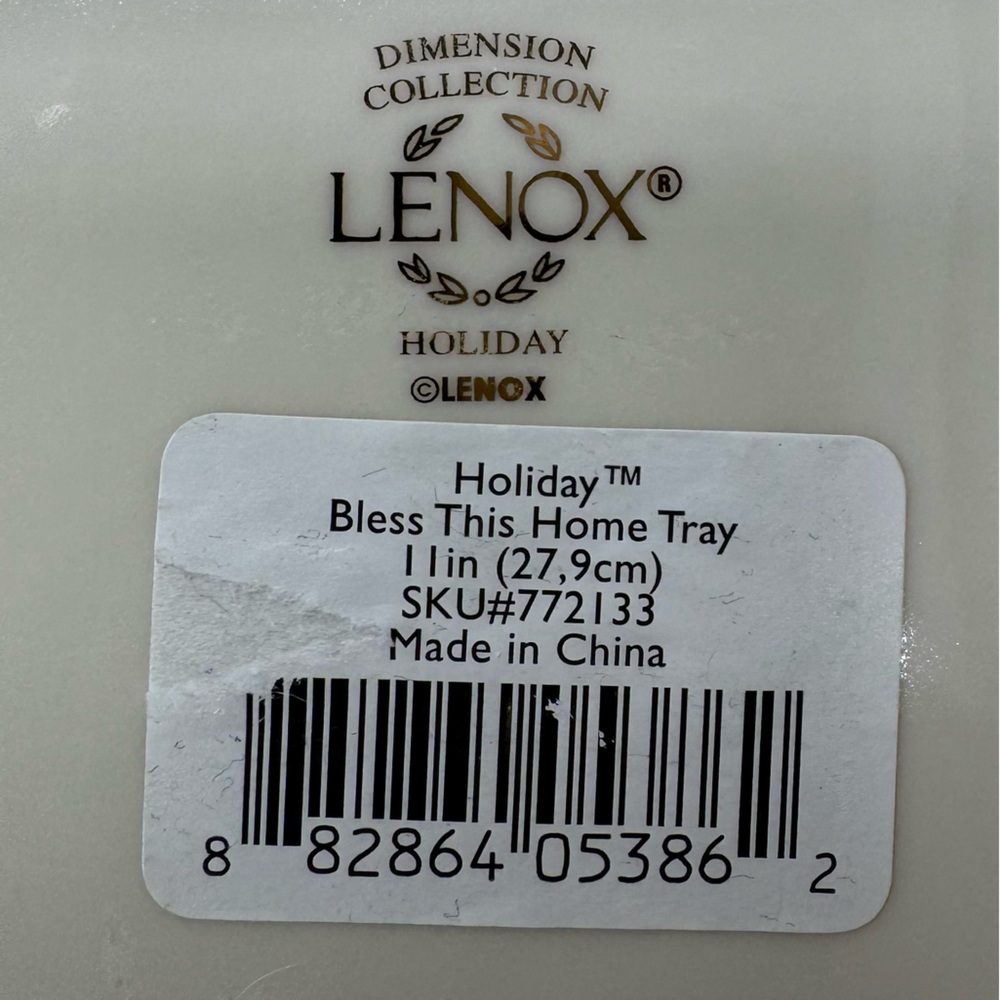 DIMENSION
COLLECTION
LENOX®
HOLIDAY
©LENOX
Holiday™
Bless This Home Tray
11in (27,9cm)
SKU#772133
Made in China
8 82864 05386 2